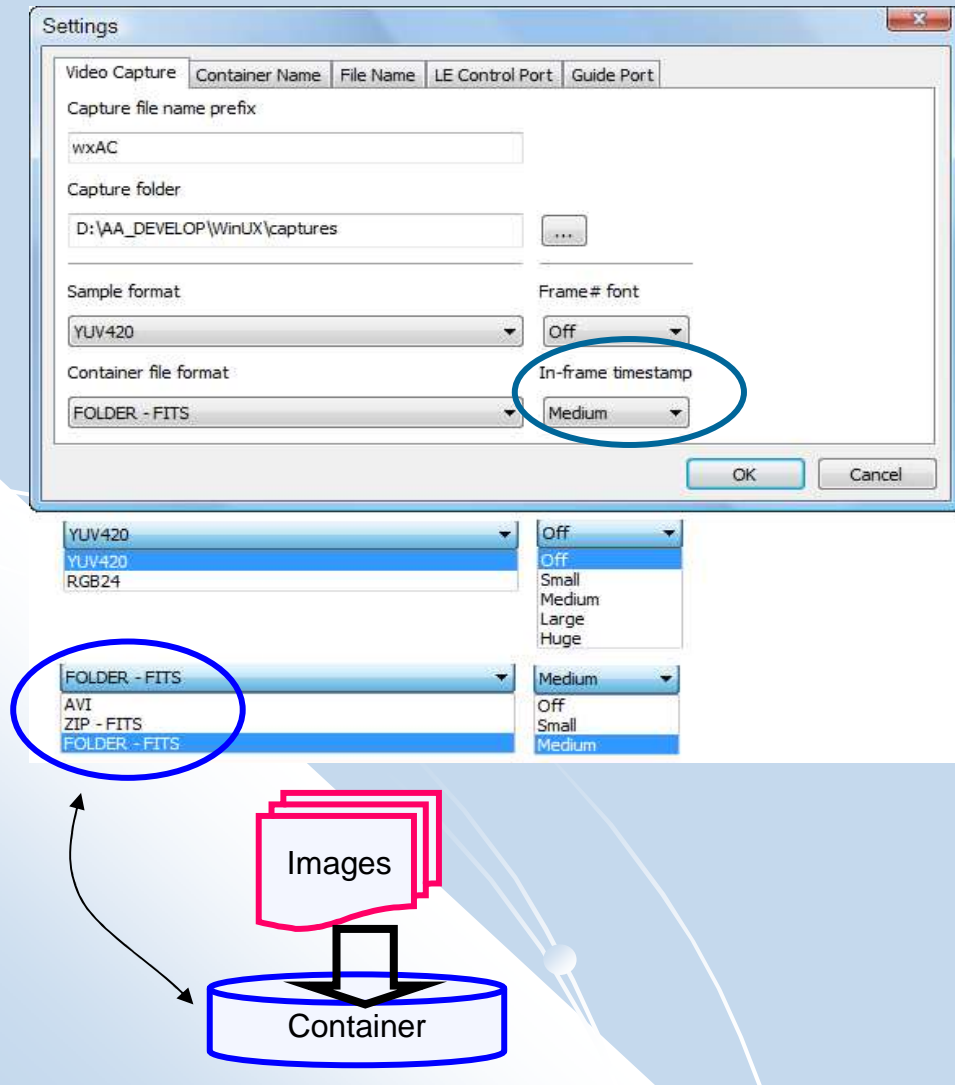 Settings
Video Capture Container Name File Name LE Control Port Guide Port
Capture file name prefix
wxAC
Capture folder
D:\AA_DEVELOP\WinUX\captures ...
Sample format Frame# font
YUV420 Off
Container file format In-frame timestamp
FOLDER - FITS Medium
OK Cancel
YUV420 Off
YUV420 Off
RGB24 Small
Medium
Large
Huge
FOLDER - FITS Medium
AVI Off
ZIP - FITS Small
FOLDER - FITS Medium
Images
Container